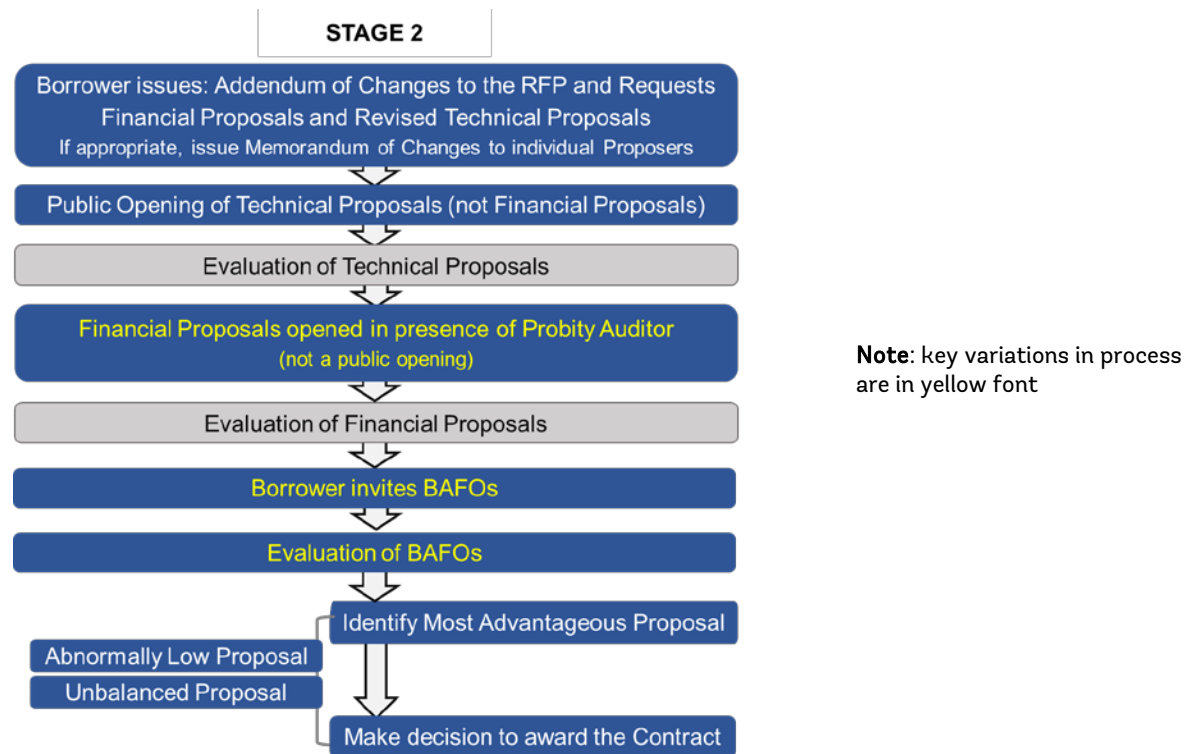 STAGE 2
Borrower issues: Addendum of Changes to the RFP and Requests
Financial Proposals and Revised Technical Proposals
If appropriate, issue Memorandum of Changes to individual Proposers
Public Opening of Technical Proposals (not Financial Proposals)
Evaluation of Technical Proposals
Financial Proposals opened in presence of Probity Auditor
(not a public opening)
Note: key variations in process
are in yellow font
Evaluation of Financial Proposals
Borrower invites BAFOs
Evaluation of BAFOs
Identify Most Advantageous Proposal
Abnormally Low Proposal
Unbalanced Proposal
Make decision to award the Contract